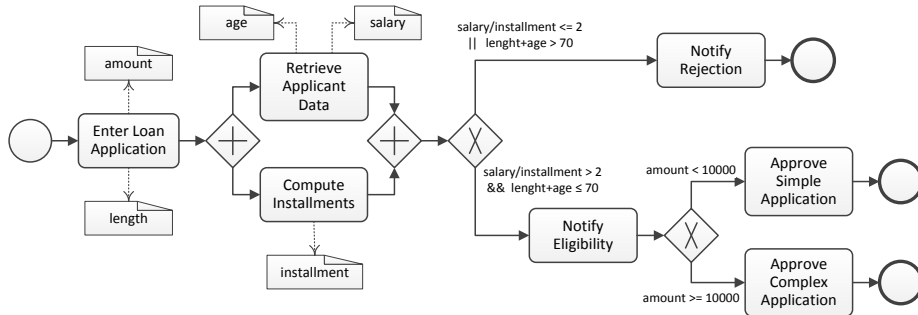 age
salary
amount
Enter Loan
Application
length
Retrieve
Applicant
Data
Compute
Installments
installment
salary/installment <= 2
|| lenght+age > 70
Notify
Rejection
salary/installment > 2
&& lenght+age ≤ 70
Notify
Eligibility
amount < 10000
Approve
Simple
Application
amount >= 10000
Approve
Complex
Application